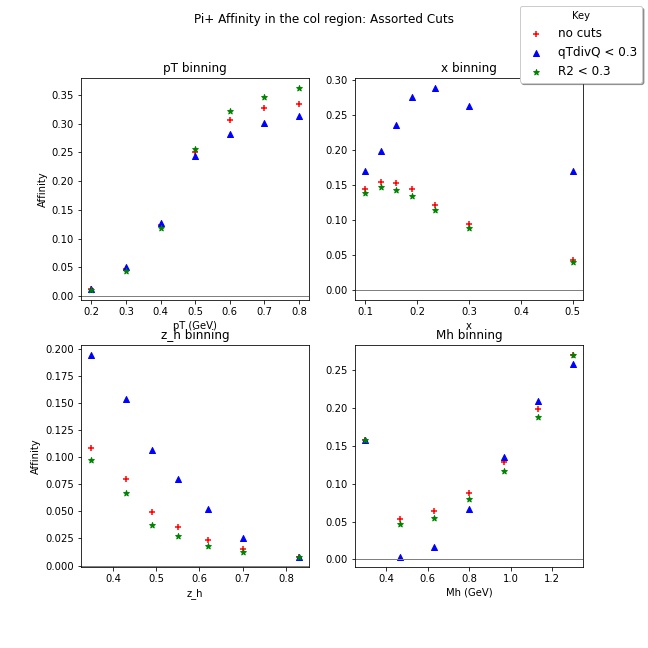 Pi+ Affinity in the col region: Assorted Cuts
Key
no cuts
qTdivQ < 0.3
R2 < 0.3
pT binning
Affinity
0.35
0.30
0.25
0.20
0.15
0.10
0.05
0.00
0.2 0.3 0.4 0.5 0.6 0.7 0.8
pT (GeV)
x binning
0.30
0.25
0.20
0.15
0.10
0.05
0.00
0.1 0.2 0.3 0.4 0.5
x
z_h binning
Affinity
0.200
0.175
0.150
0.125
0.100
0.075
0.050
0.025
0.000
0.4 0.5 0.6 0.7 0.8
z_h
Mh binning
0.25
0.20
0.15
0.10
0.05
0.00
0.4 0.6 0.8 1.0 1.2
Mh (GeV)